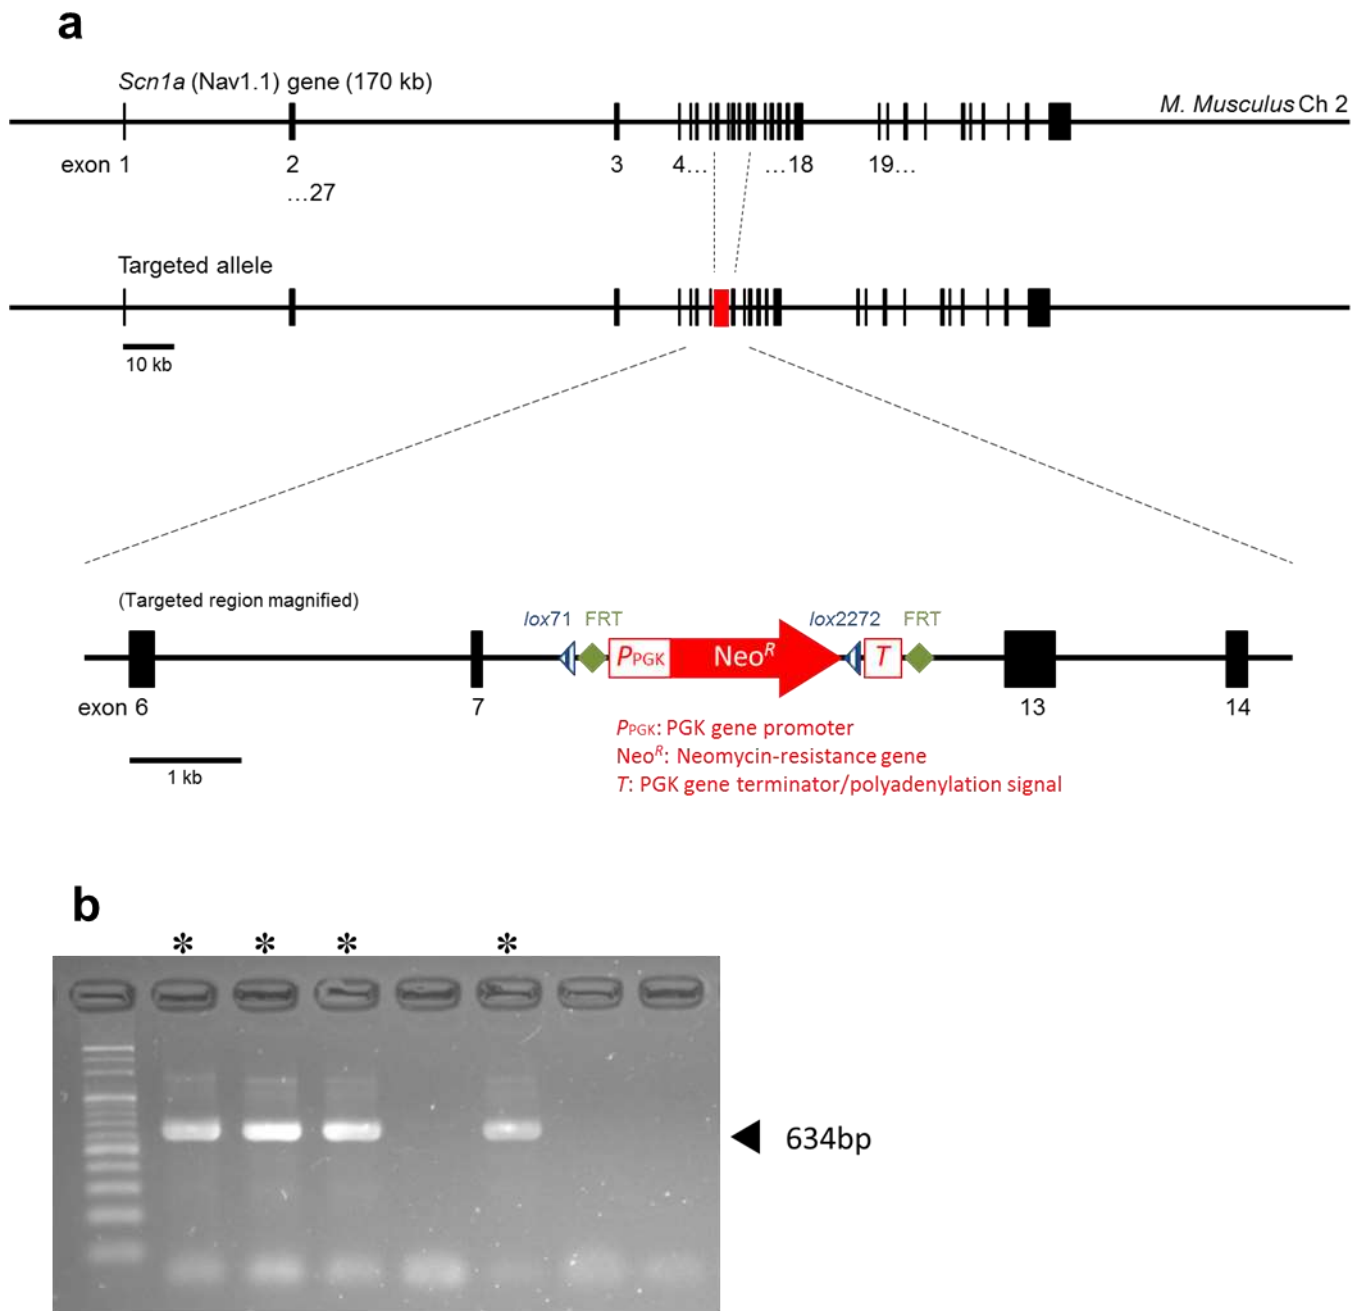 a
Scn1a (Nav1.1) gene (170 kb)
M. Musculus Ch 2
exon 1 2 3 4... ...18 19...
...27
Targeted allele
10 kb
(Targeted region magnified)
lox71 FRT lox2272 FRT
PPGK NeoR T
exon 6 7 13 14
PPGK: PGK gene promoter
NeoR: Neomycin-resistance gene
T: PGK gene terminator/polyadenylation signal
1 kb
b
* * * *
634bp